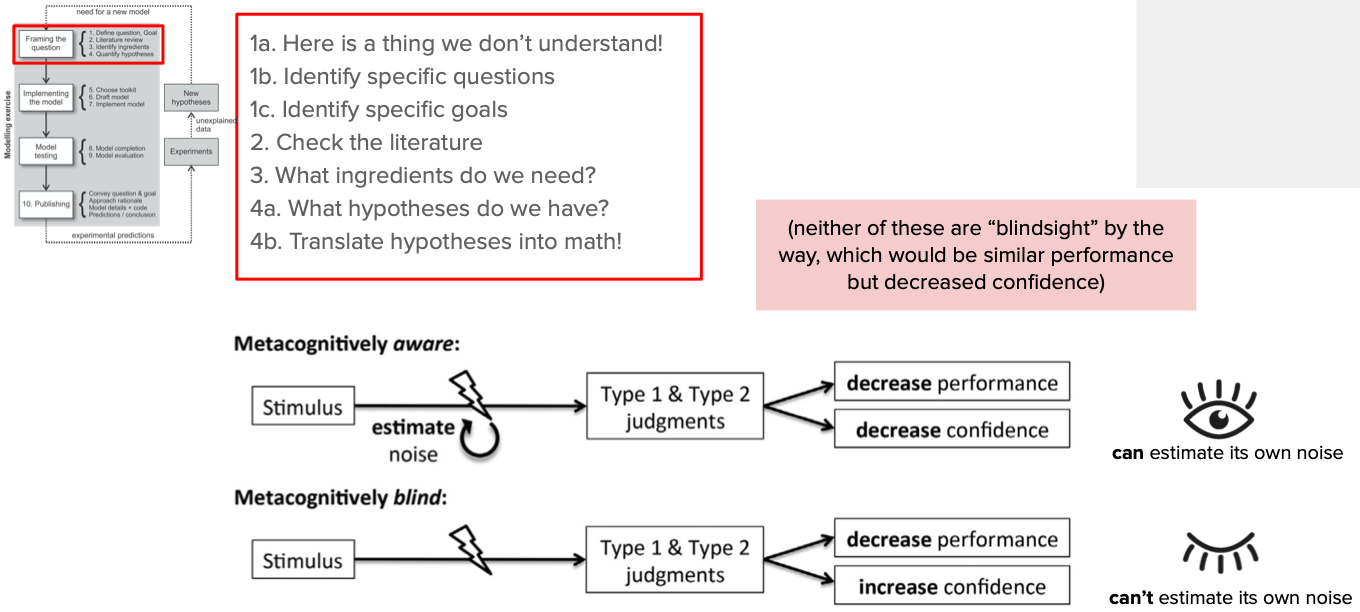 need for a new model
Framing the
question
1. Define question, Goal
2. Literature review
3. Identify ingredients
4. Quantify hypotheses
Implementing
the model
5. Choose toolkit
6. Draft model
7. Implement model
Model
testing
8. Model completion
9. Model evaluation
10. Publishing
Convey question & goal
Approach rationale
Model details + code
Predictions / conclusion
Modelling exercise
New
hypotheses
unexplained
data
Experiments
experimental predictions
1a. Here is a thing we don’t understand!
1b. Identify specific questions
1c. Identify specific goals
2. Check the literature
3. What ingredients do we need?
4a. What hypotheses do we have?
4b. Translate hypotheses into math!
(neither of these are “blindsight” by the
way, which would be similar performance
but decreased confidence)
Metacognitively aware:
Stimulus
estimate
noise
Type 1 & Type 2
judgments
decrease performance
decrease confidence
can estimate its own noise
Metacognitively blind:
Stimulus
Type 1 & Type 2
judgments
decrease performance
increase confidence
can’t estimate its own noise